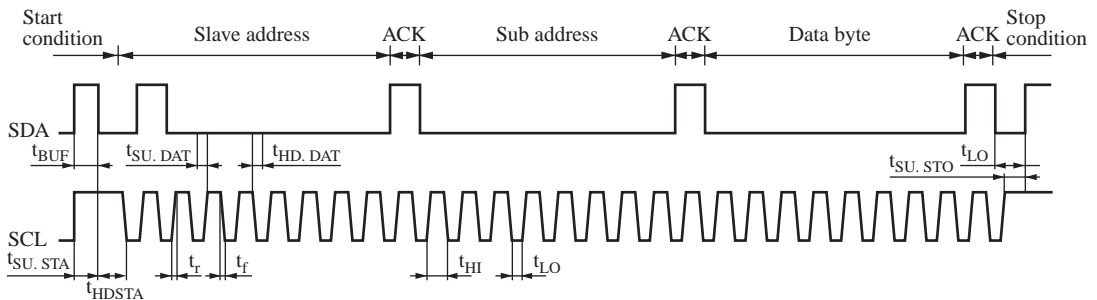 Start condition
Slave address
ACK
Sub address
ACK
Data byte
ACK
Stop condition
SDA
tBUF
tSU. DAT
tHD. DAT
tSU. STO
tLO
SCL
tSU. STA
tHDSTA
tr
tf
tHI
tLO